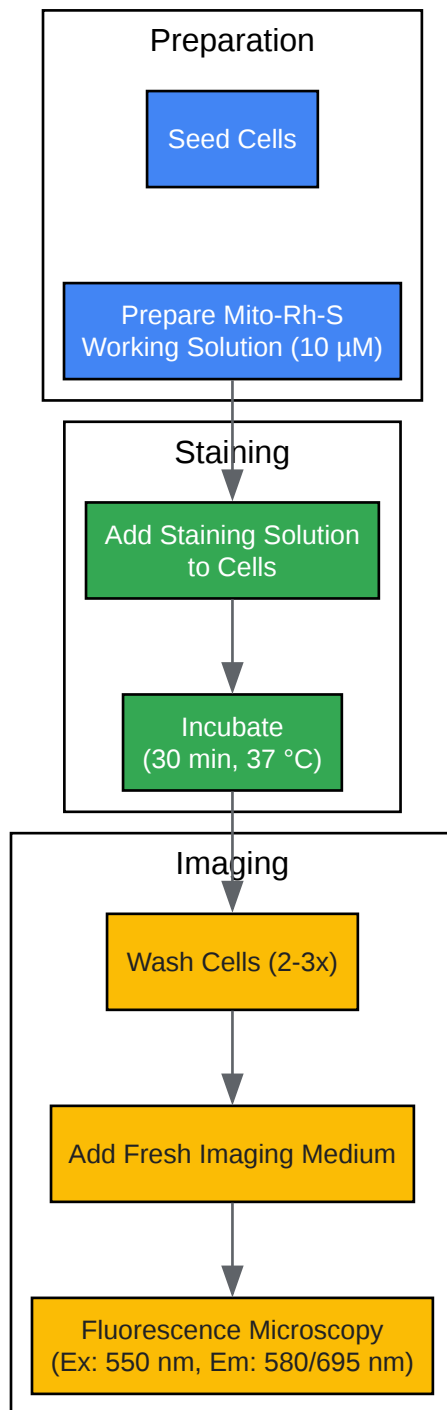 Preparation
Seed Cells
Prepare Mito-Rh-S
Working Solution (10 µM)
Staining
Add Staining Solution
to Cells
Incubate
(30 min, 37 °C)
Imaging
Wash Cells (2-3x)
Add Fresh Imaging Medium
Fluorescence Microscopy
(Ex: 550 nm, Em: 580/695 nm)